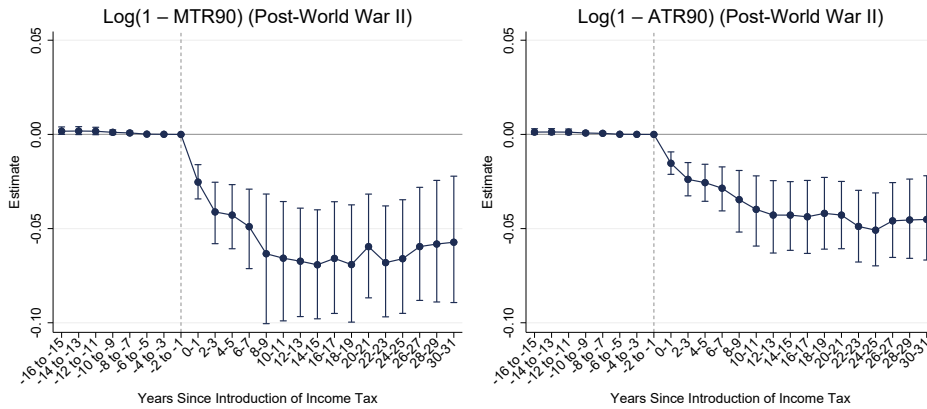 Log(1 – MTR90) (Post-World War II)
0.05
0.00
-0.05
-0.10
Estimate
-16 to -15
-14 to -13
-12 to -11
-10 to -9
-8 to -7
-6 to -5
-4 to -3
-2 to -1
0-1
2-3
4-5
6-7
8-9
10-11
12-13
14-15
16-17
18-19
20-21
22-23
24-25
26-27
28-29
30-31
Years Since Introduction of Income Tax
Log(1 – ATR90) (Post-World War II)
0.05
0.00
-0.05
-0.10
Estimate
-16 to -15
-14 to -13
-12 to -11
-10 to -9
-8 to -7
-6 to -5
-4 to -3
-2 to -1
0-1
2-3
4-5
6-7
8-9
10-11
12-13
14-15
16-17
18-19
20-21
22-23
24-25
26-27
28-29
30-31
Years Since Introduction of Income Tax